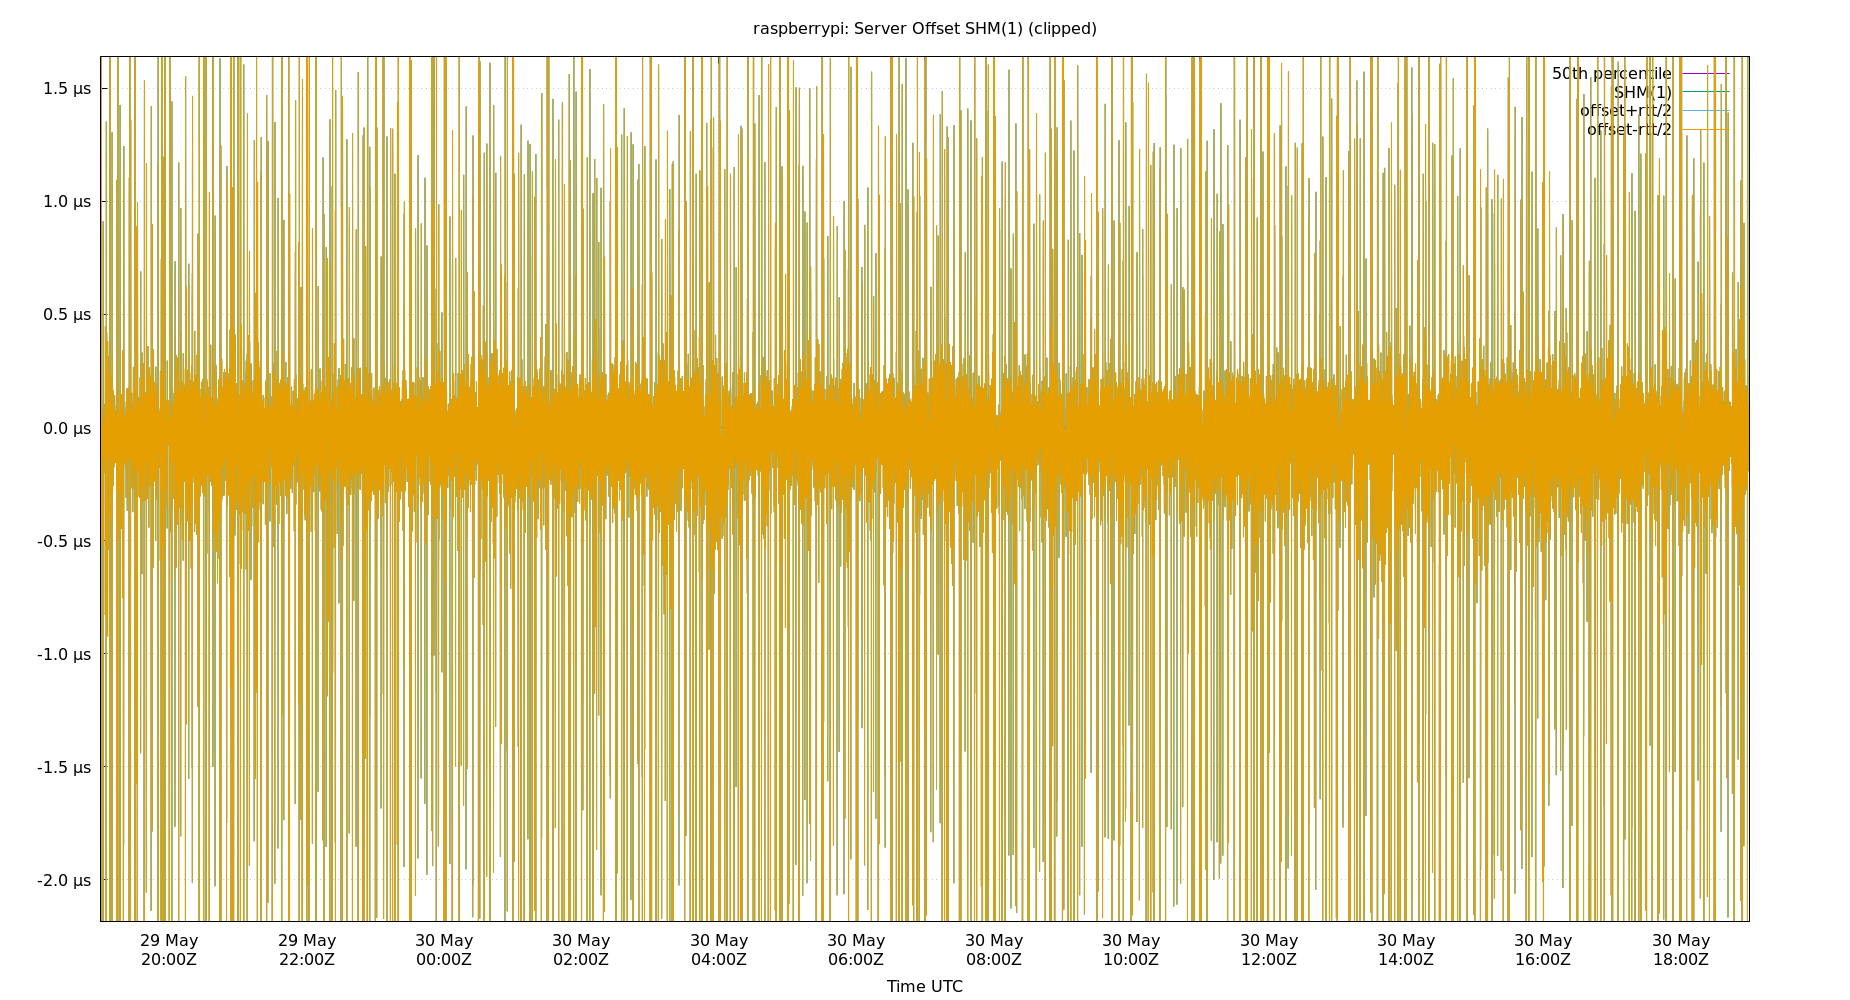 raspberrypi: Server Offset SHM(1) (clipped)
1.5 µs
1.0 µs
0.5 µs
0.0 µs
-0.5 µs
-1.0 µs
-1.5 µs
-2.0 µs
50th percentile
SHM(1)
offset+rtt/2
offset-rtt/2
29 May
20:00Z
29 May
22:00Z
30 May
00:00Z
30 May
02:00Z
30 May
04:00Z
30 May
06:00Z
30 May
08:00Z
30 May
10:00Z
30 May
12:00Z
30 May
14:00Z
30 May
16:00Z
30 May
18:00Z
Time UTC